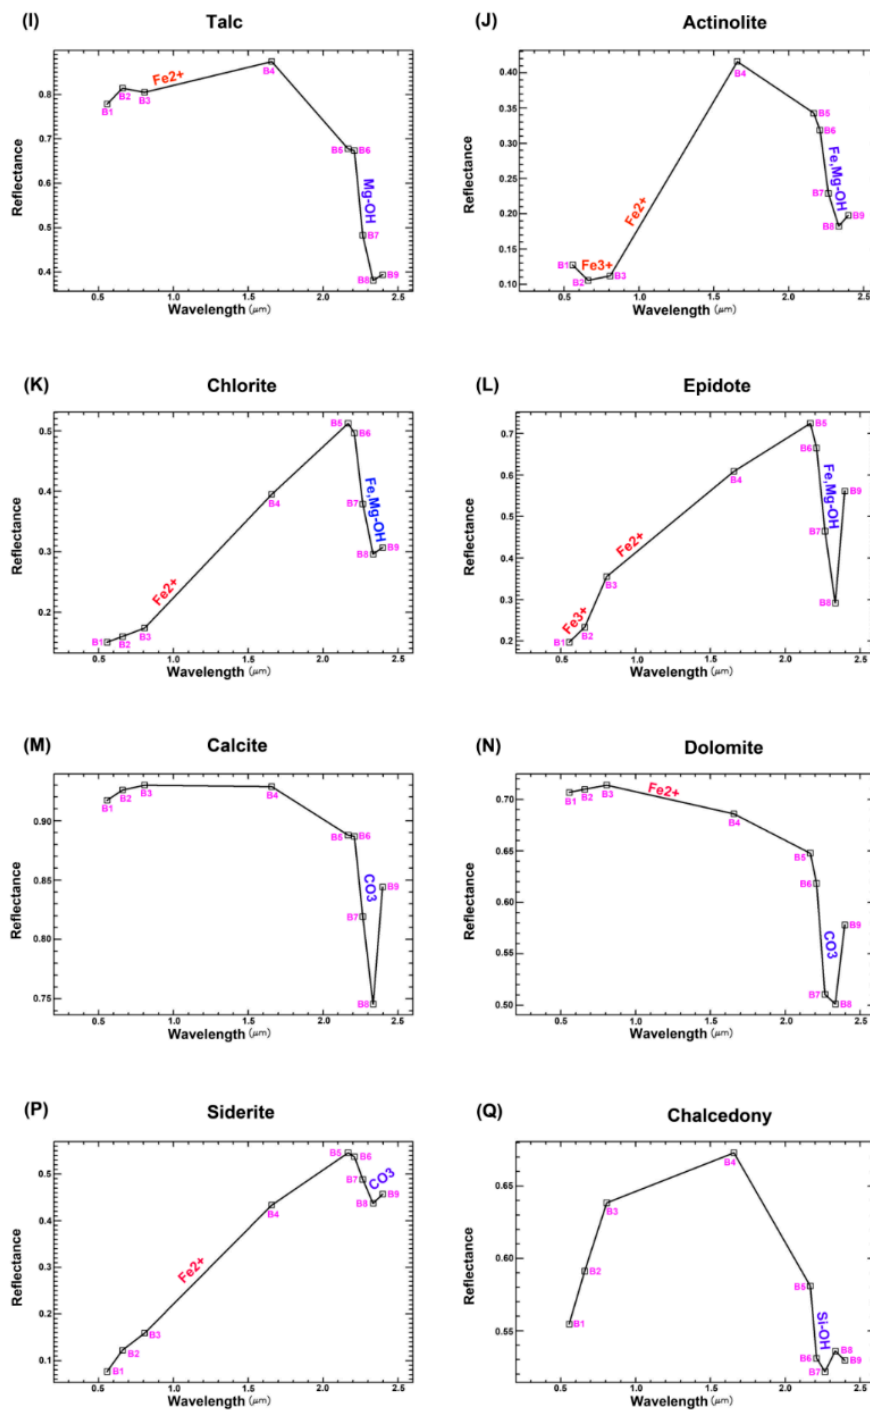 (I) Talc
Reflectance
0.8
0.7
0.6
0.5
0.4
B1
B2
B3
Fe2+
B4
B5
B6
Mg-OH
B7
B8
B9
0.5 1.0 1.5 2.0 2.5
Wavelength (μm)
(J) Actinolite
Reflectance
0.40
0.35
0.30
0.25
0.20
0.15
0.10
B1
B2
Fe3+
B3
Fe2+
B4
B5
B6
Fe,Mg-OH
B7
B8
B9
0.5 1.0 1.5 2.0 2.5
Wavelength (μm)
(K) Chlorite
Reflectance
0.5
0.4
0.3
0.2
B1
B2
B3
Fe2+
B4
B5
B6
Fe,Mg-OH
B7
B8
B9
0.5 1.0 1.5 2.0 2.5
Wavelength (μm)
(L) Epidote
Reflectance
0.7
0.6
0.5
0.4
0.3
0.2
B1
Fe3+
B2
B3
Fe2+
B4
B5
B6
Fe,Mg-OH
B7
B8
B9
0.5 1.0 1.5 2.0 2.5
Wavelength (μm)
(M) Calcite
Reflectance
0.90
0.85
0.80
0.75
B1
B2
B3
B4
B5
B6
CO3
B7
B8
B9
0.5 1.0 1.5 2.0 2.5
Wavelength (μm)
(N) Dolomite
Reflectance
0.70
0.65
0.60
0.55
0.50
B1
B2
B3
Fe2+
B4
B5
B6
CO3
B7
B8
B9
0.5 1.0 1.5 2.0 2.5
Wavelength (μm)
(P) Siderite
Reflectance
0.5
0.4
0.3
0.2
0.1
B1
B2
B3
Fe2+
B4
B5
B6
B7
CO3
B8
B9
0.5 1.0 1.5 2.0 2.5
Wavelength (μm)
(Q) Chalcedony
Reflectance
0.65
0.60
0.55
B1
B2
B3
B4
B5
Si-OH
B6
B7
B8
B9
0.5 1.0 1.5 2.0 2.5
Wavelength (μm)